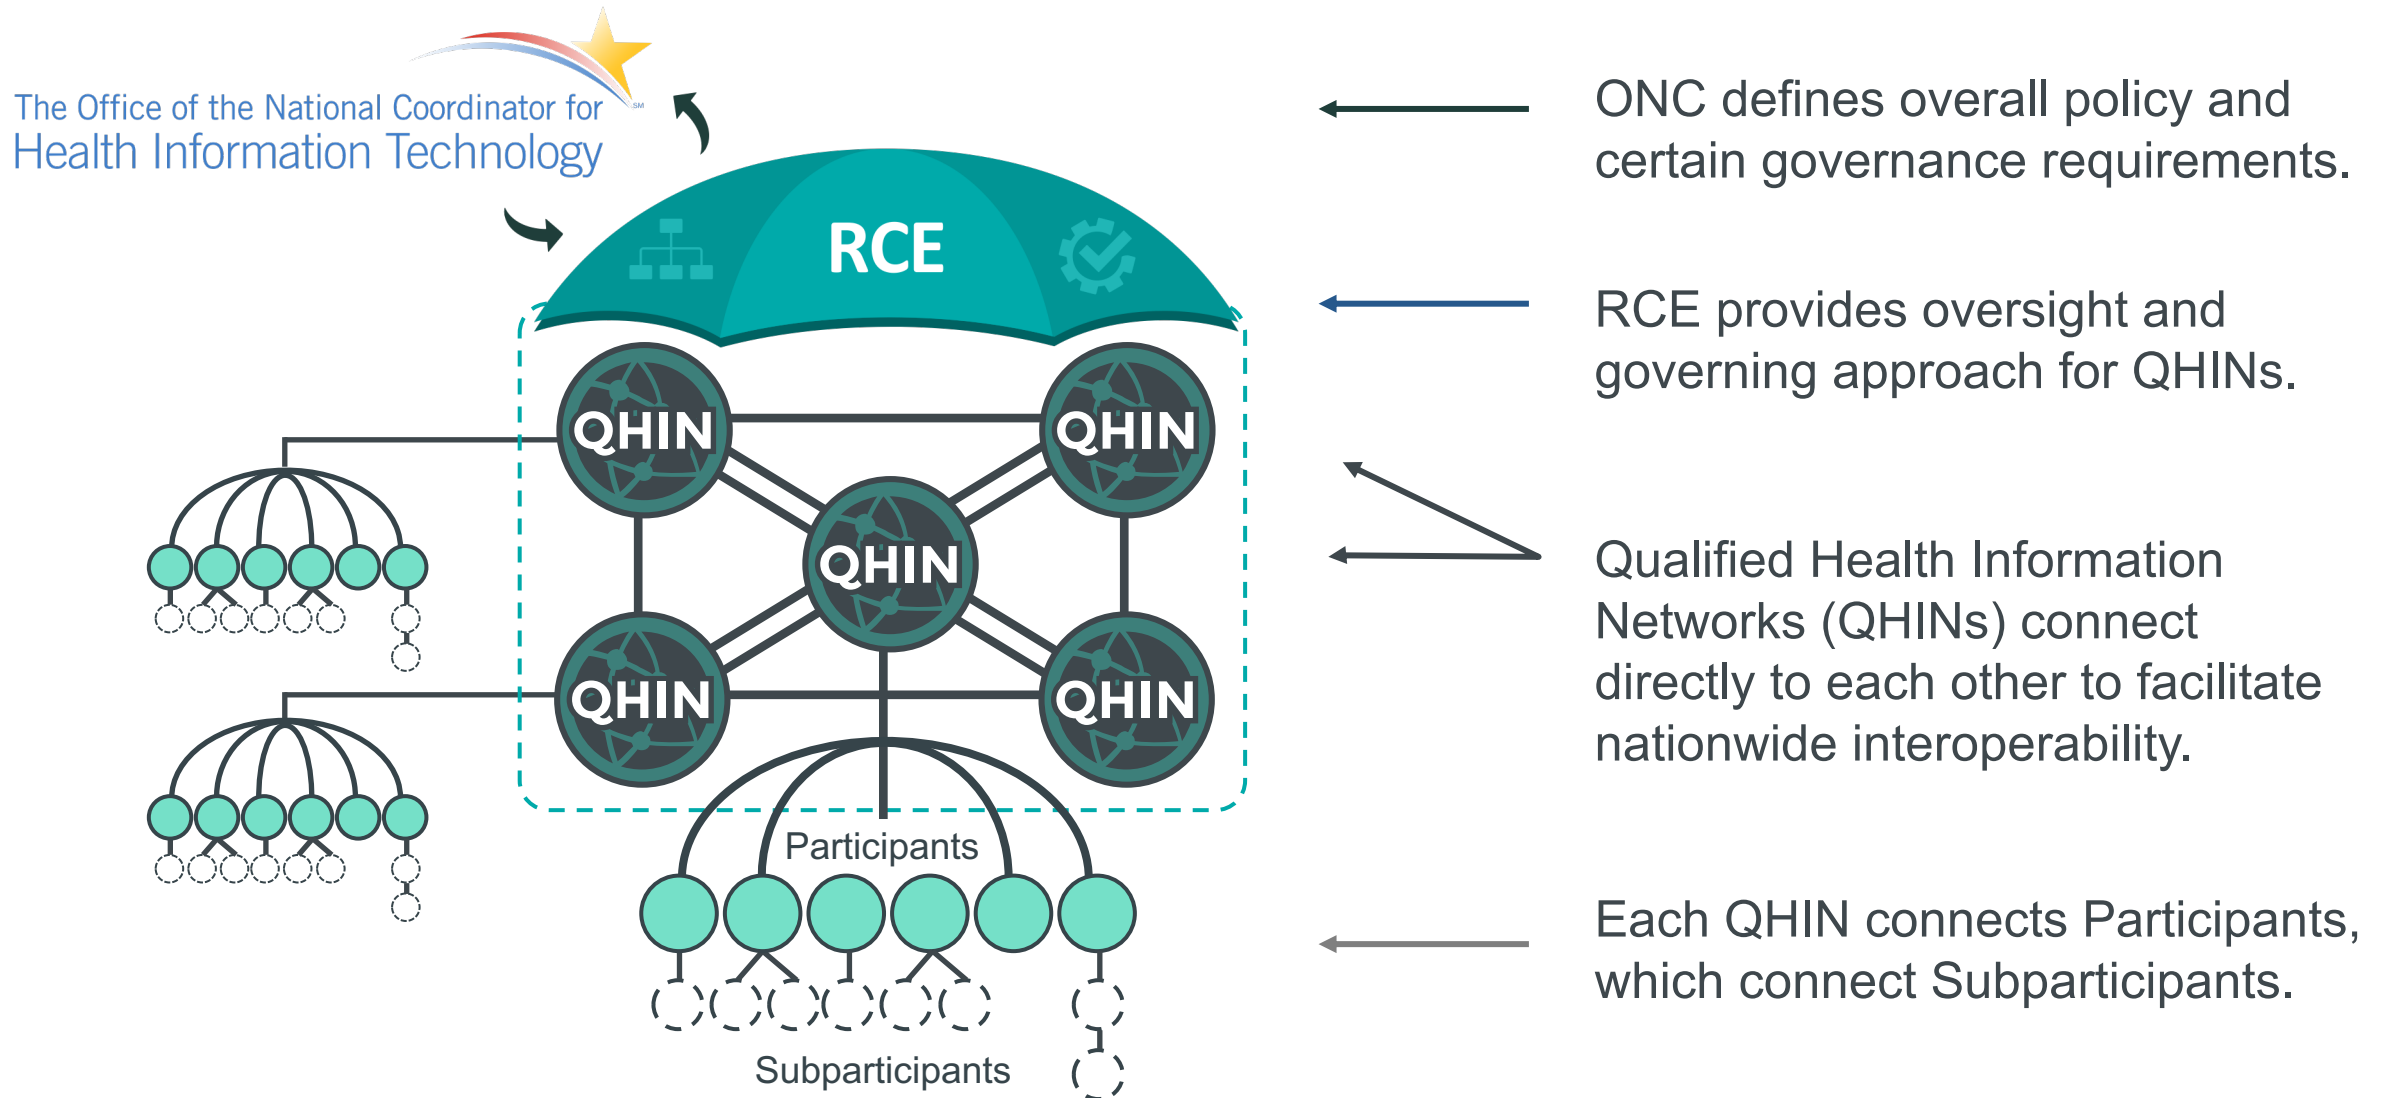 The Office of the National Coordinator for
Health Information Technology
SM
RCE
QHIN
QHIN
QHIN
QHIN
QHIN
Participants
Subparticipants
ONC defines overall policy and
certain governance requirements.
RCE provides oversight and
governing approach for QHINs.
Qualified Health Information
Networks (QHINs) connect
directly to each other to facilitate
nationwide interoperability.
Each QHIN connects Participants,
which connect Subparticipants.